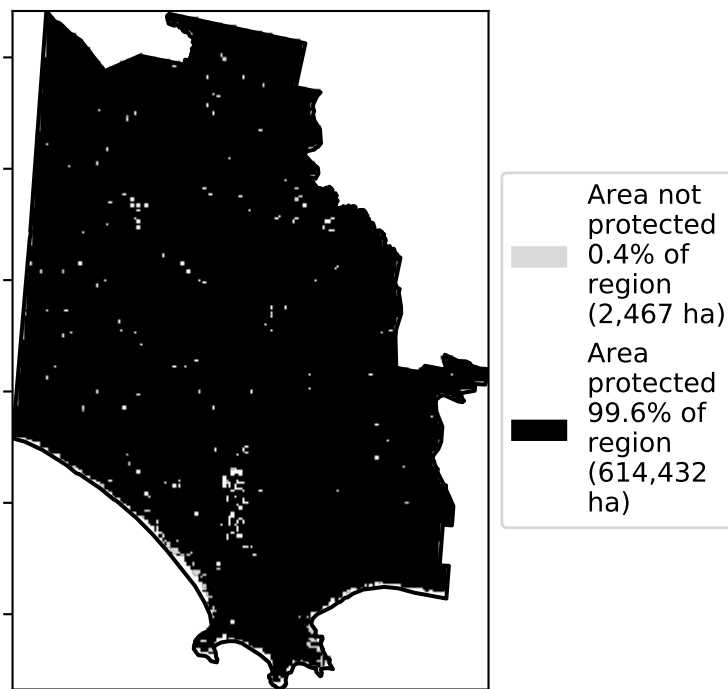 Area not
protected
0.4% of
region
(2,467 ha)
Area
protected
99.6% of
region
(614,432
ha)